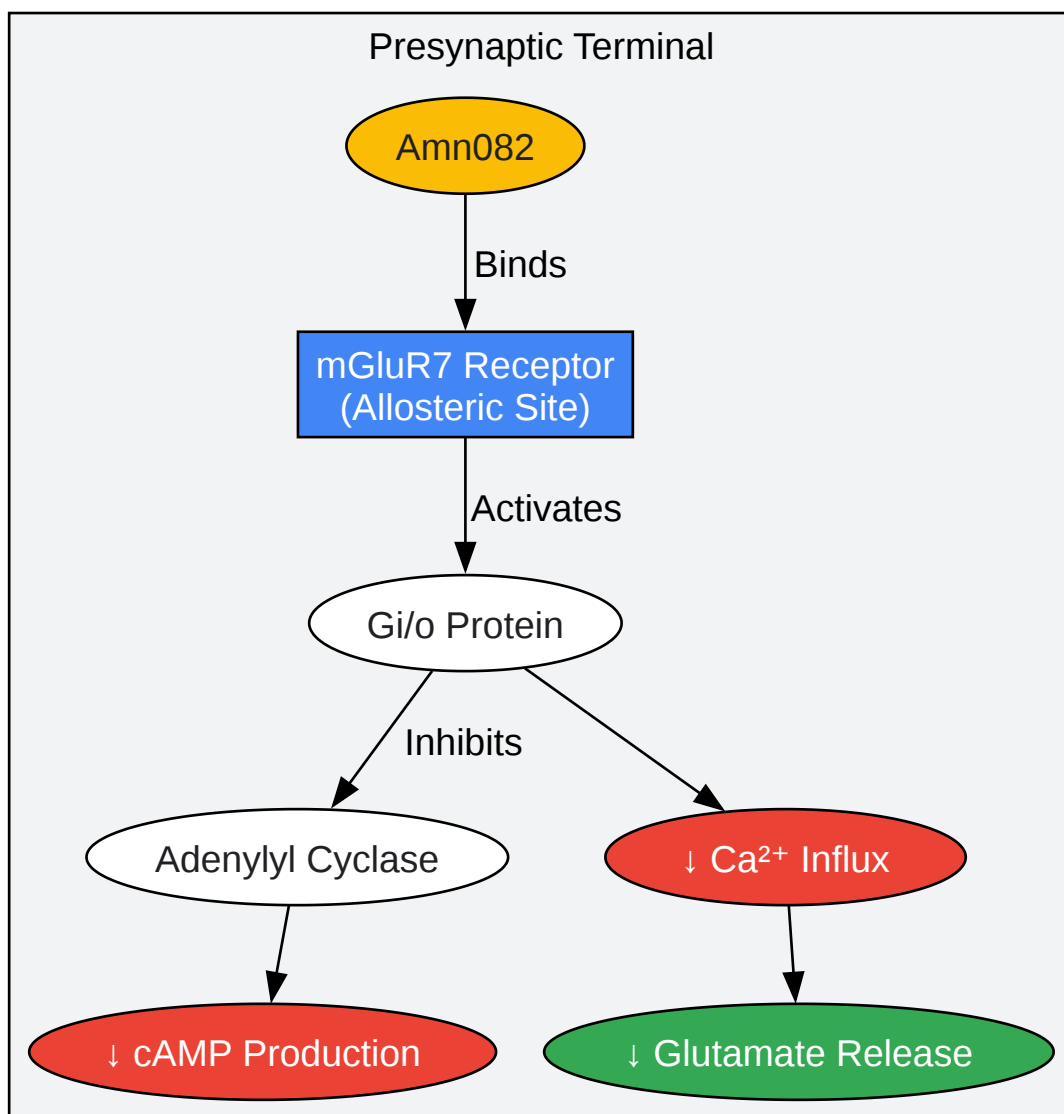 Presynaptic Terminal
Amn082
Binds
mGluR7 Receptor
(Allosteric Site)
Activates
Gi/o Protein
Inhibits
Adenylyl Cyclase
↓ Ca²⁺ Influx
↓ cAMP Production
↓ Glutamate Release